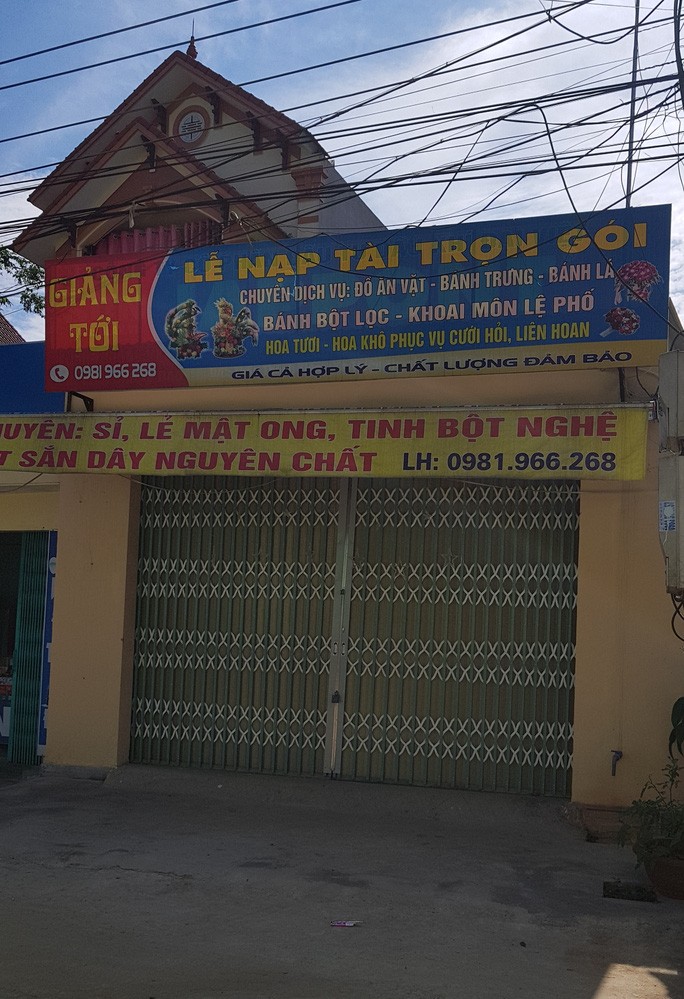 GIẢNG
TỚI
0981 966 268
LỄ NẠP TÀI TRỌN GÓI
CHUYÊN DỊCH VỤ: ĐỒ ĂN VẶT - BÁNH TRƯNG - BÁNH LÁ
BÁNH BỘT LỌC - KHOAI MÔN LỆ PHỐ
HOA TƯƠI - HOA KHÔ PHỤC VỤ CƯỚI HỎI, LIÊN HOAN
GIÁ CẢ HỢP LÝ - CHẤT LƯỢNG ĐẢM BẢO
UYÊN: SỈ, LẺ MẬT ONG, TINH BỘT NGHỆ
T SẮN DÂY NGUYÊN CHẤT LH: 0981.966.268